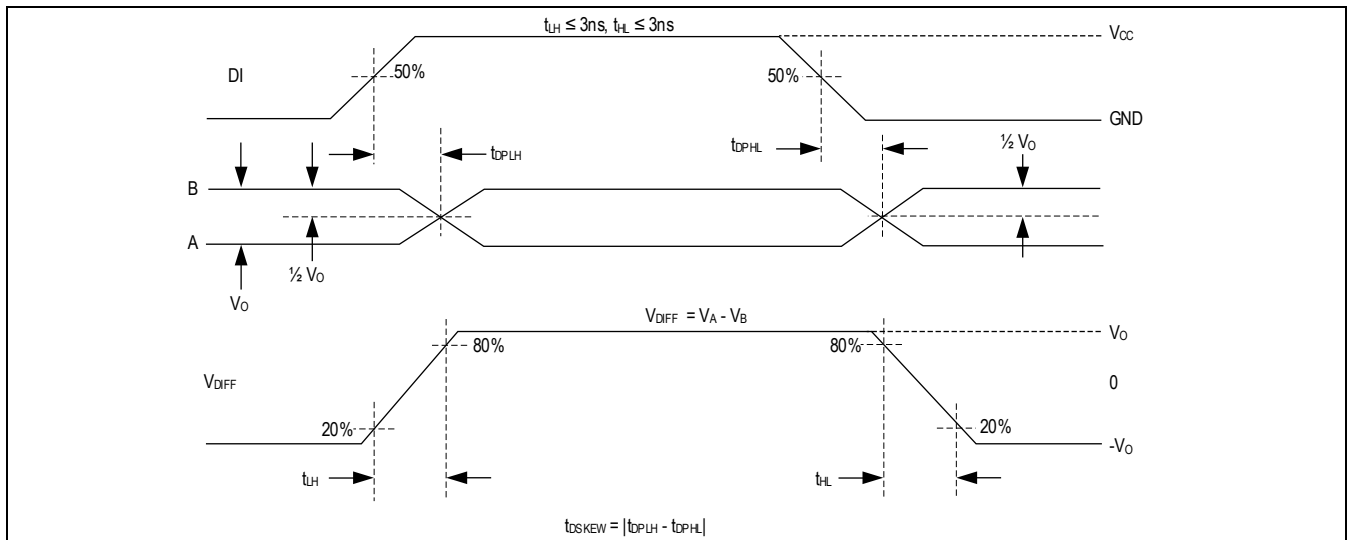 tLH ≤ 3ns, tHL ≤ 3ns
VCC
DI
50%
50%
GND
tDPLH
tDPHL
½ VO
B
A
½ VO
VO
VDIFF = VA - VB
VO
80%
80%
VDIFF
0
20%
20%
-VO
tLH
tHL
tDSKEW = |tDPLH - tDPHL|